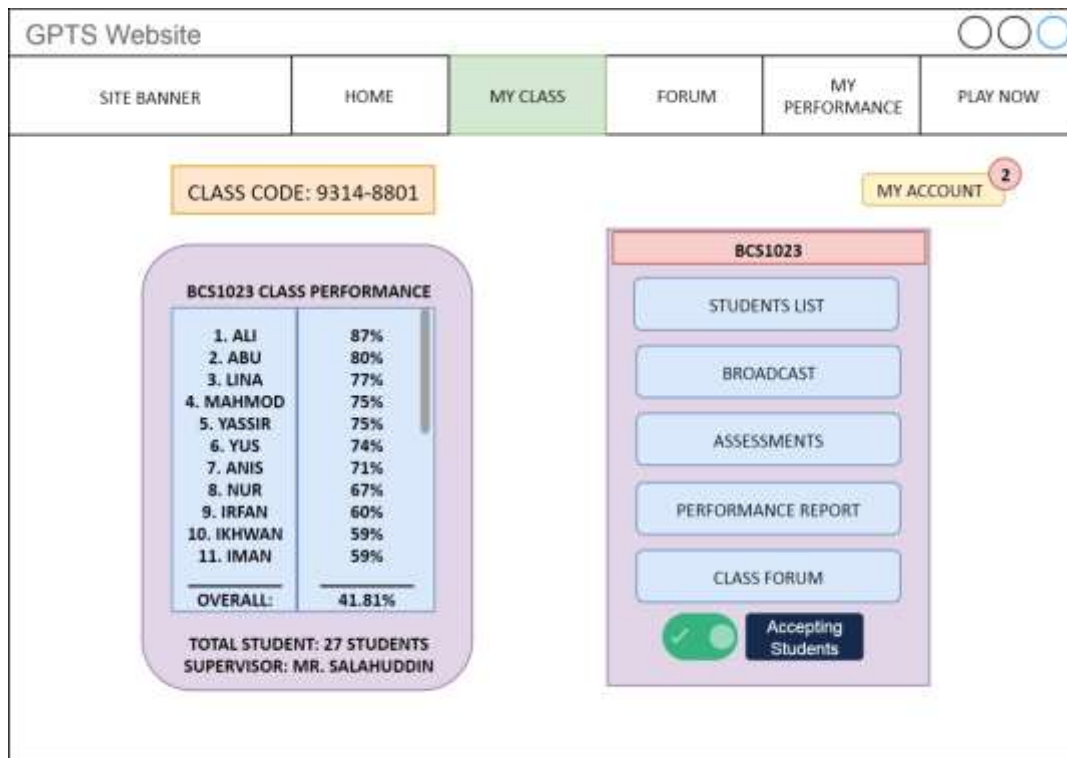 GPTS Website
SITE BANNER
HOME
MY CLASS
FORUM
MY
PERFORMANCE
PLAY NOW
CLASS CODE: 9314-8801
MY ACCOUNT
2
BCS1023 CLASS PERFORMANCE
1. ALI 87%
2. ABU 80%
3. LINA 77%
4. MAHMOD 75%
5. YASSIR 75%
6. YUS 74%
7. ANIS 71%
8. NUR 67%
9. IRFAN 60%
10. IKHWAN 59%
11. IMAN 59%
OVERALL: 41.81%
TOTAL STUDENT: 27 STUDENTS
SUPERVISOR: MR. SALAHUDDIN
BCS1023
STUDENTS LIST
BROADCAST
ASSESSMENTS
PERFORMANCE REPORT
CLASS FORUM
Accepting
Students